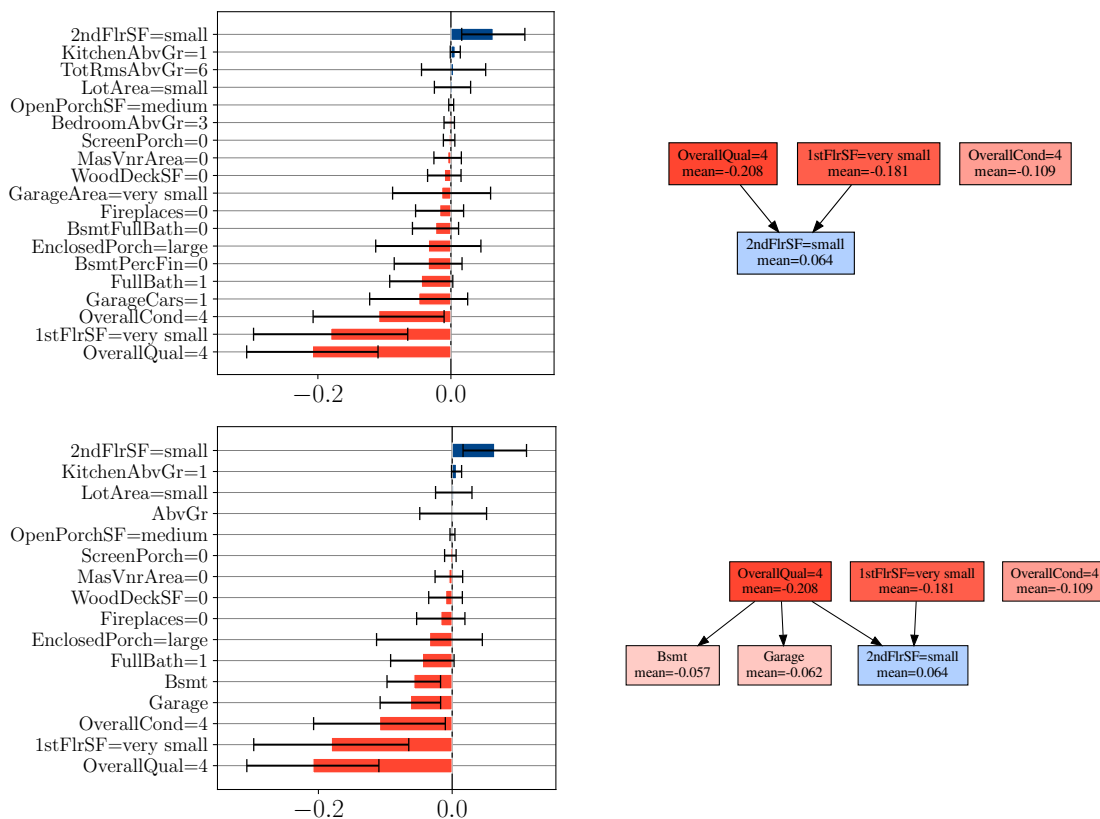 2ndFlrSF=small
KitchenAbvGr=1
TotRmsAbvGr=6
LotArea=small
OpenPorchSF=medium
BedroomAbvGr=3
ScreenPorch=0
MasVnrArea=0
WoodDeckSF=0
GarageArea=very small
Fireplaces=0
BsmtFullBath=0
EnclosedPorch=large
BsmtPercFin=0
FullBath=1
GarageCars=1
OverallCond=4
1stFlrSF=very small
OverallQual=4
−0.2 0.0
OverallQual=4
mean=-0.208
1stFlrSF=very small
mean=-0.181
OverallCond=4
mean=-0.109
2ndFlrSF=small
mean=0.064
2ndFlrSF=small
KitchenAbvGr=1
LotArea=small
AbvGr
OpenPorchSF=medium
ScreenPorch=0
MasVnrArea=0
WoodDeckSF=0
Fireplaces=0
EnclosedPorch=large
FullBath=1
Bsmt
Garage
OverallCond=4
1stFlrSF=very small
OverallQual=4
−0.2 0.0
OverallQual=4
mean=-0.208
1stFlrSF=very small
mean=-0.181
OverallCond=4
mean=-0.109
Bsmt
mean=-0.057
Garage
mean=-0.062
2ndFlrSF=small
mean=0.064